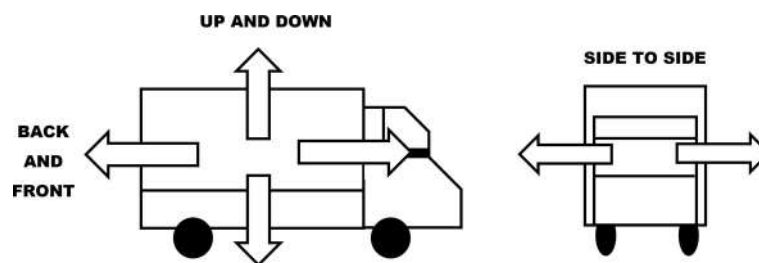 UP AND DOWN
SIDE TO SIDE
BACK
AND
FRONT